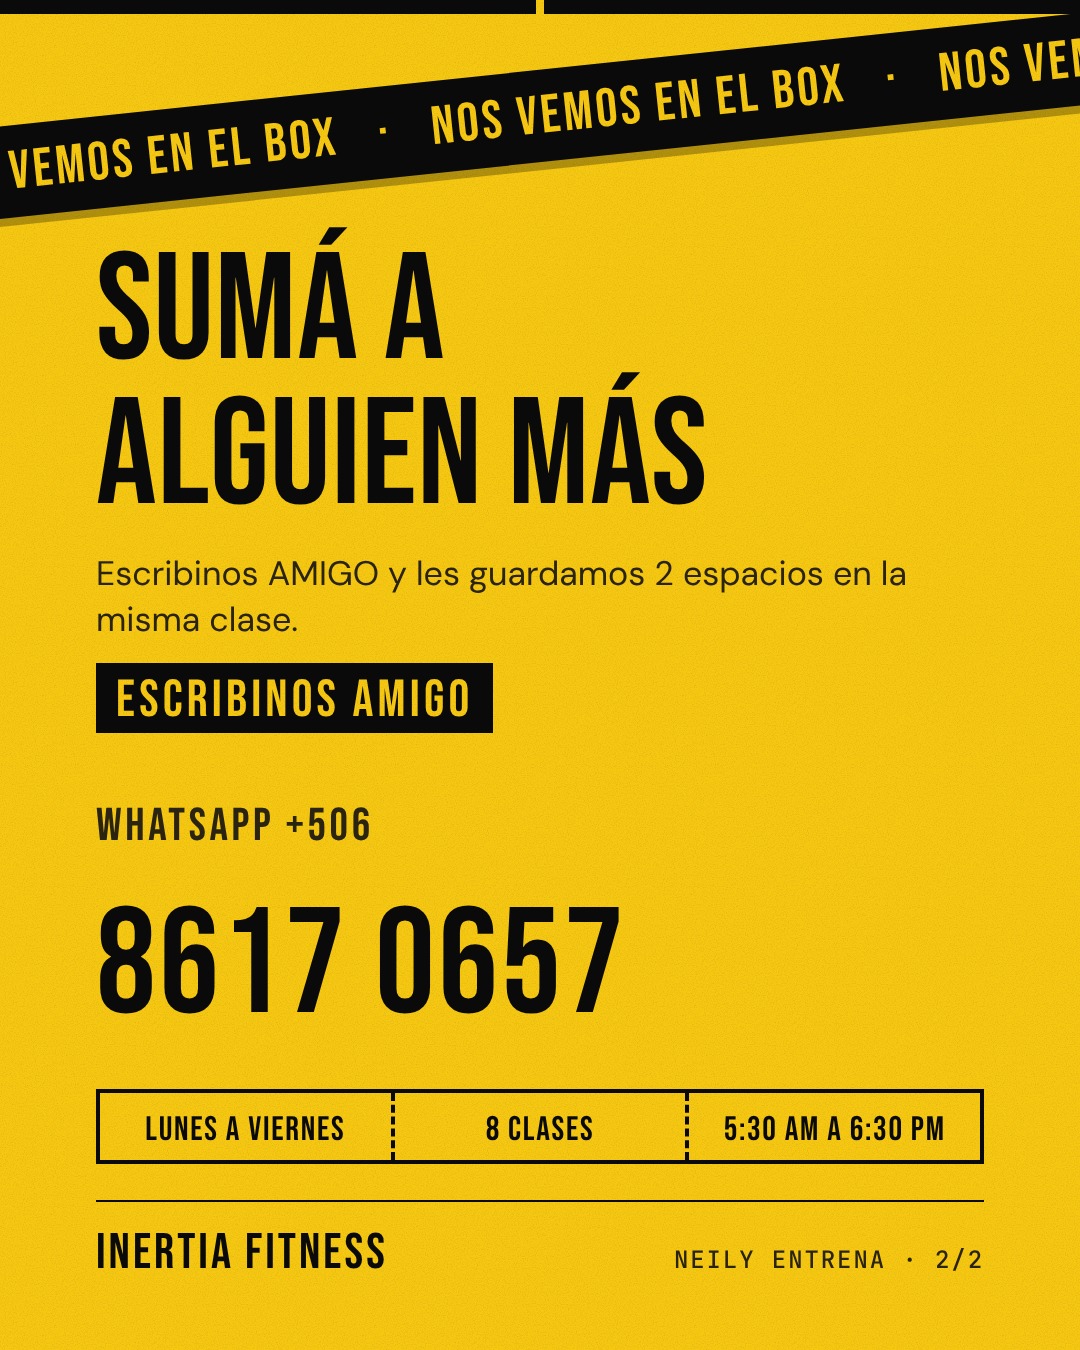 VEMOS EN EL BOX · NOS VEMOS EN EL BOX · NOS VEM
SUMÁ A
ALGUIEN MÁS
Escribinos AMIGO y les guardamos 2 espacios en la
misma clase.
ESCRIBINOS AMIGO
WHATSAPP +506
8617 0657
LUNES A VIERNES
8 CLASES
5:30 AM A 6:30 PM
INERTIA FITNESS
NEILY ENTRENA · 2/2